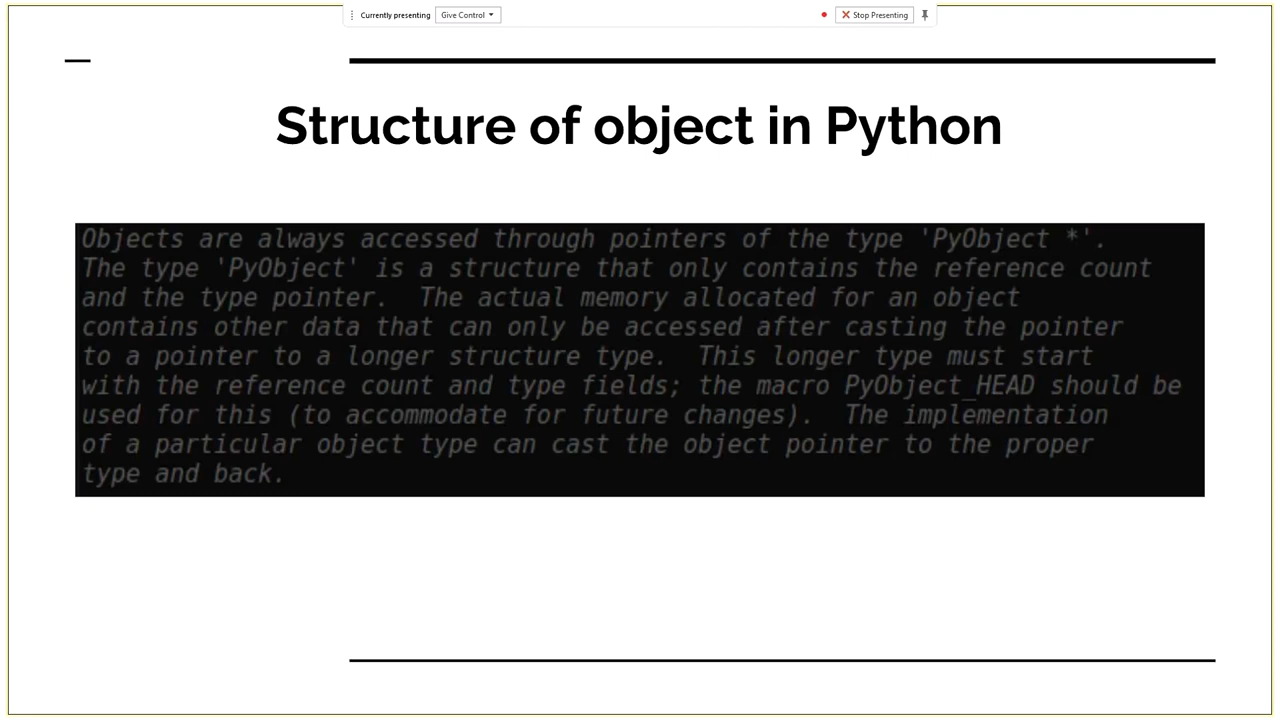 Currently presenting Give Control Stop Presenting
Structure of object in Python
Objects are always accessed through pointers of the type 'PyObject *'.
The type 'PyObject' is a structure that only contains the reference count
and the type pointer.  The actual memory allocated for an object
contains other data that can only be accessed after casting the pointer
to a pointer to a longer structure type.  This longer type must start
with the reference count and type fields; the macro PyObject_HEAD should be
used for this (to accommodate for future changes).  The implementation
of a particular object type can cast the object pointer to the proper
type and back.